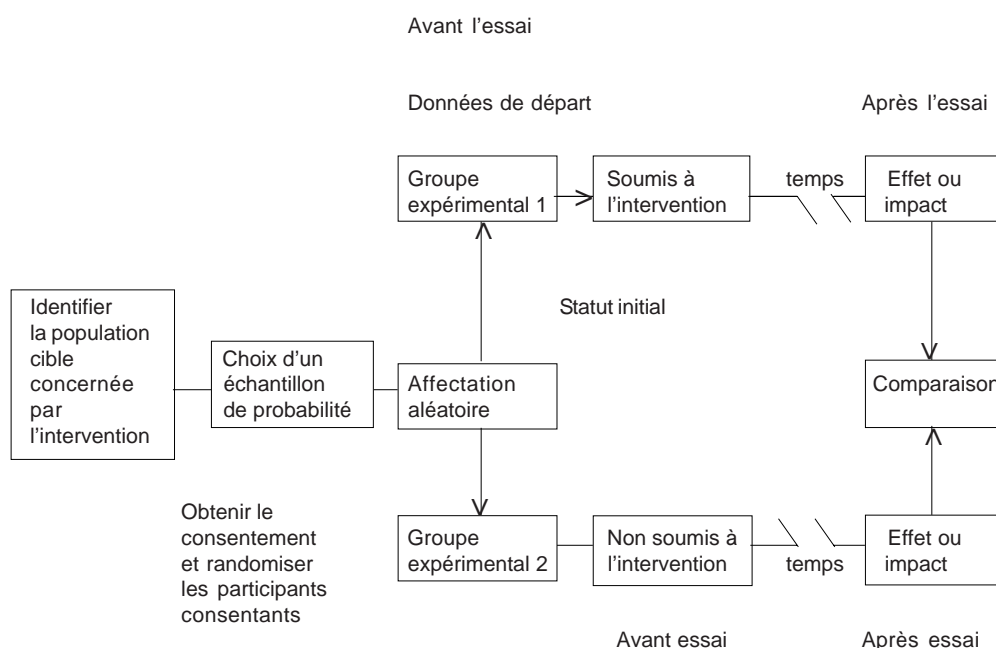 Avant l'essai
Données de départ
Après l'essai
Groupe
expérimental 1
Soumis à
l'intervention
temps
Effet ou
impact
Statut initial
Identifier
la population
cible
concernée
par
l'intervention
Choix d'un
échantillon
de probabilité
Affectation
aléatoire
Comparaison
Obtenir le
consentement
et randomiser
les participants
consentants
Groupe
expérimental 2
Non soumis à
l'intervention
temps
Effet ou
impact
Avant essai
Après essai